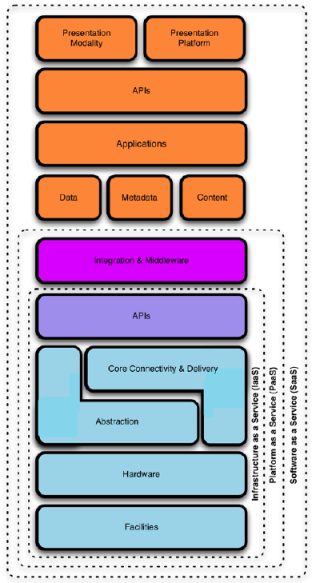 Presentation
Modality
Presentation
Platform
APIs
Applications
Data
Metadata
Content
Integration & Middleware
APIs
Core Connectivity & Delivery
Abstraction
Hardware
Facilities
Infrastructure as a Service (IaaS)
Platform as a Service (PaaS)
Software as a Service (SaaS)